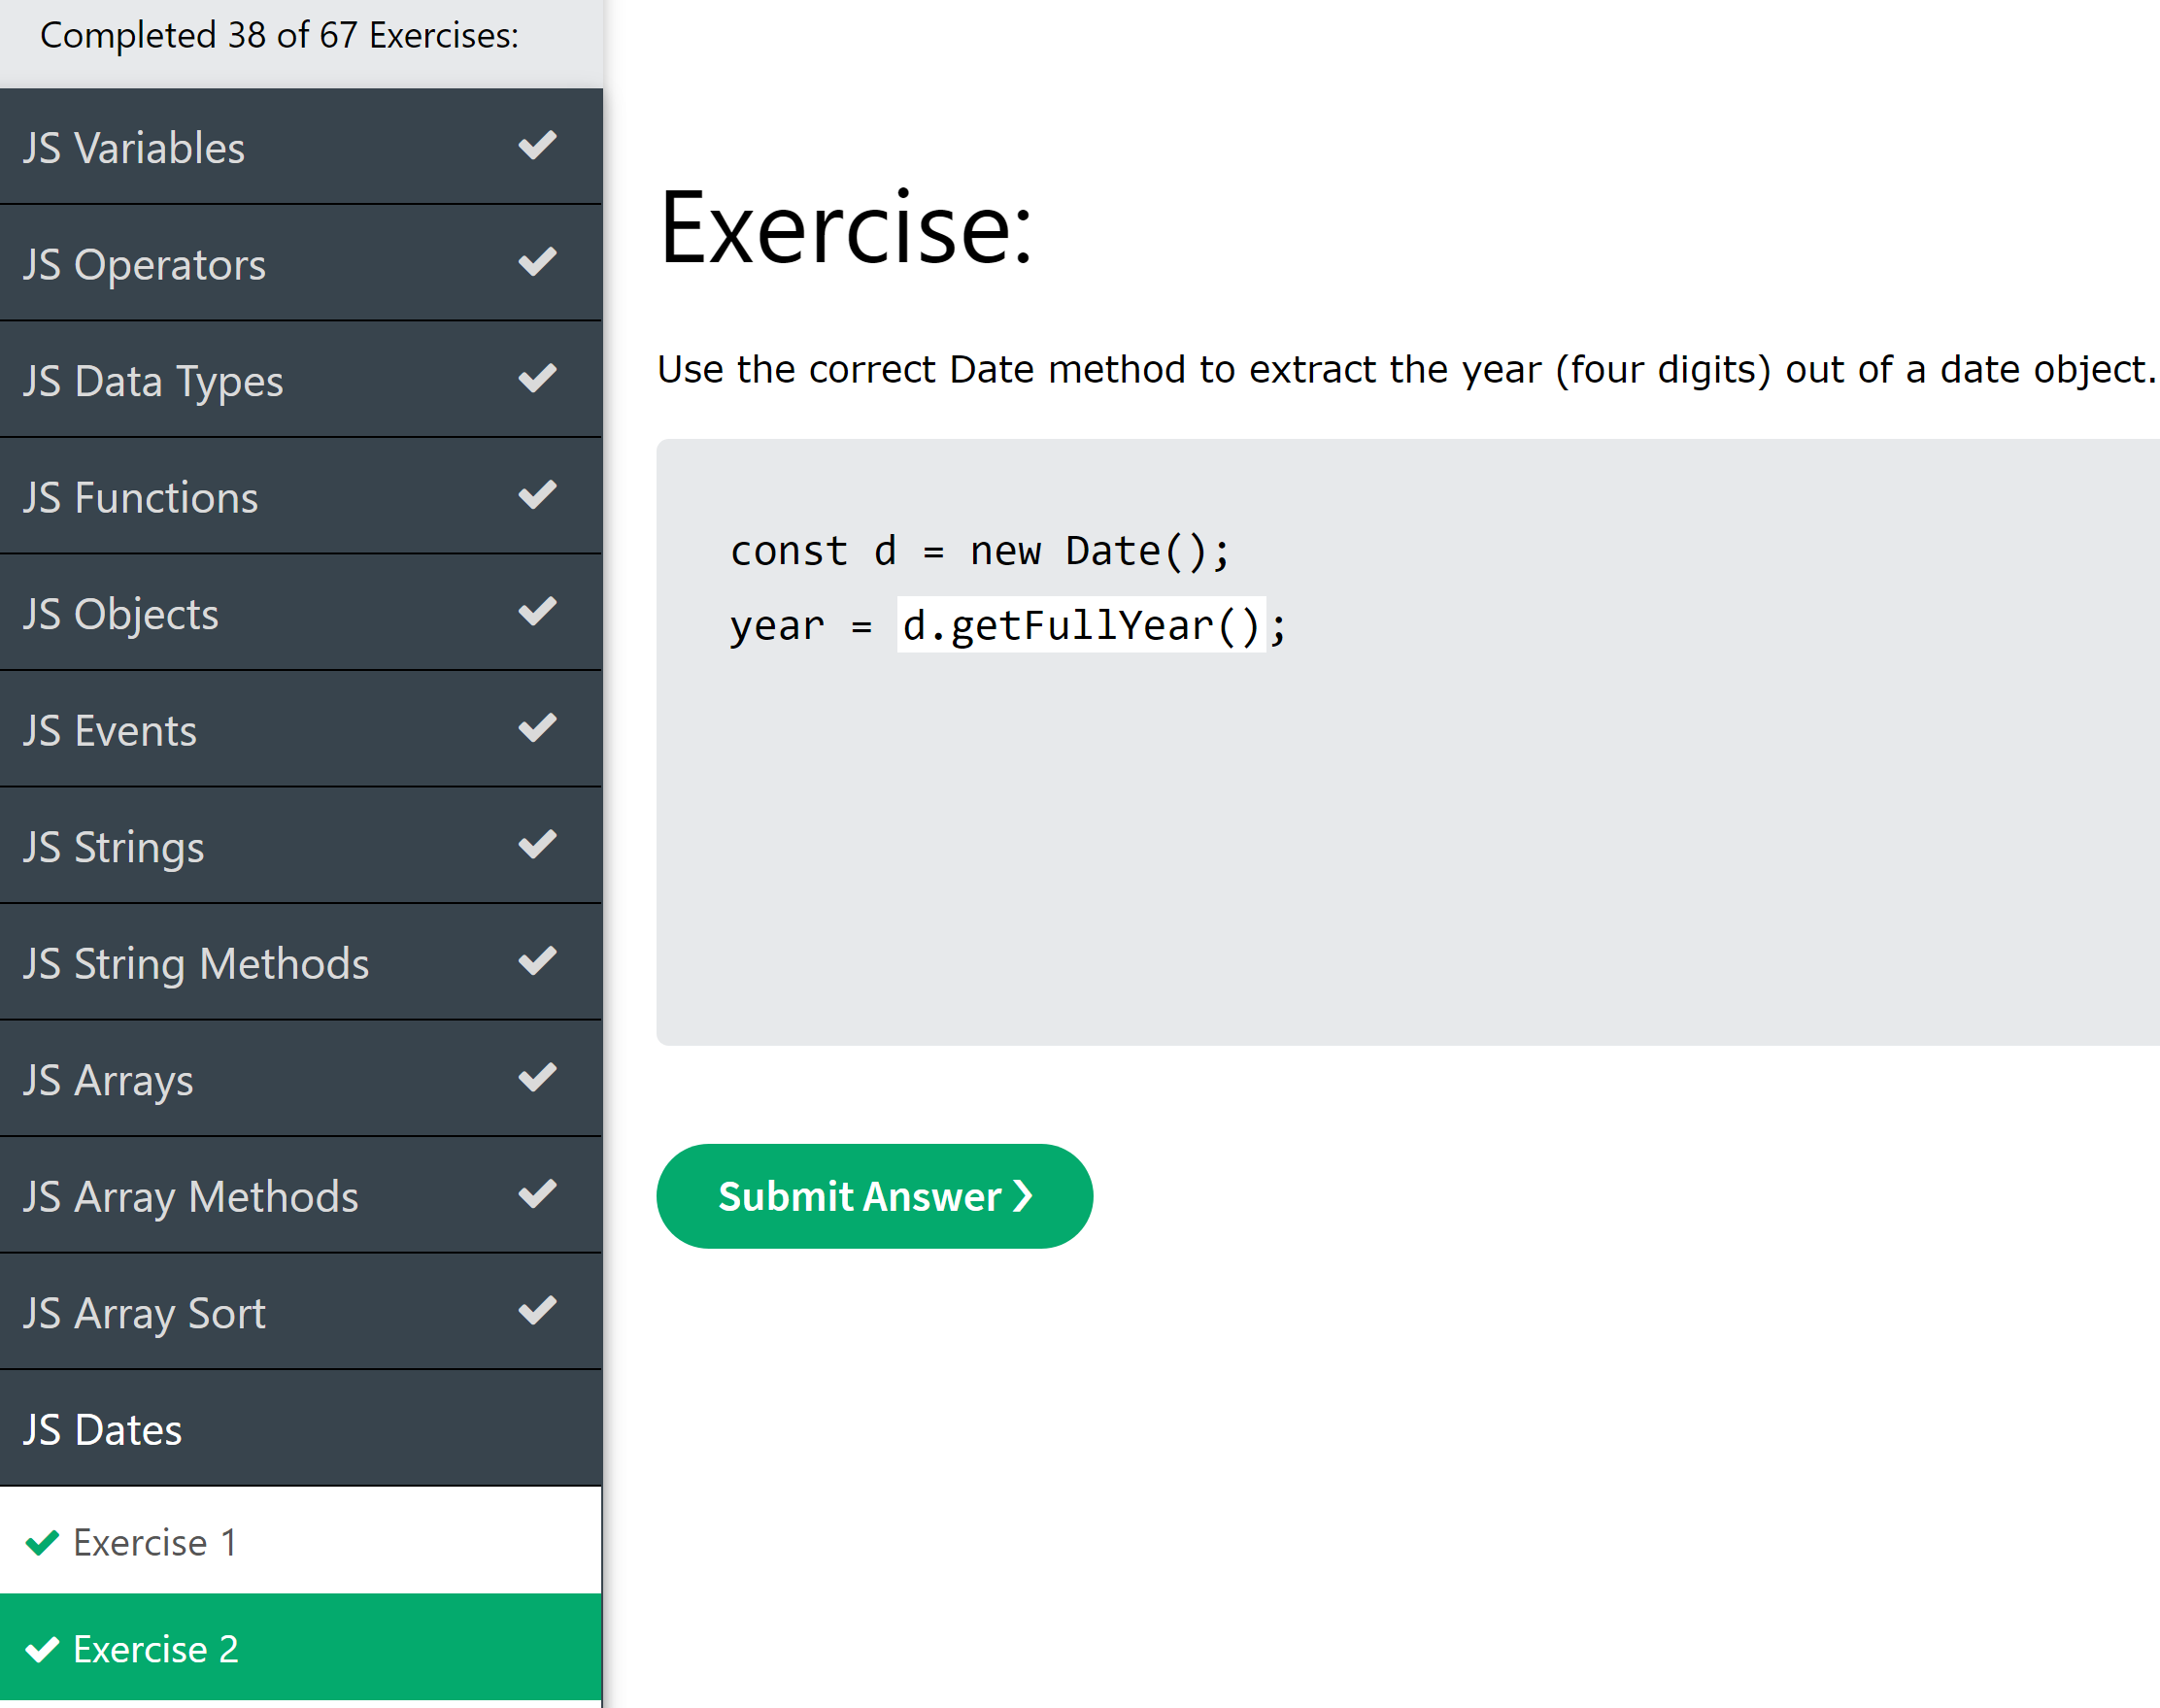 Completed 38 of 67 Exercises:
JS Variables
JS Operators
JS Data Types
JS Functions
JS Objects
JS Events
JS Strings
JS String Methods
JS Arrays
JS Array Methods
JS Array Sort
JS Dates
Exercise 1
Exercise 2
Exercise:
Use the correct Date method to extract the year (four digits) out of a date object.
const d = new Date();
year = d.getFullYear();
Submit Answer ❯